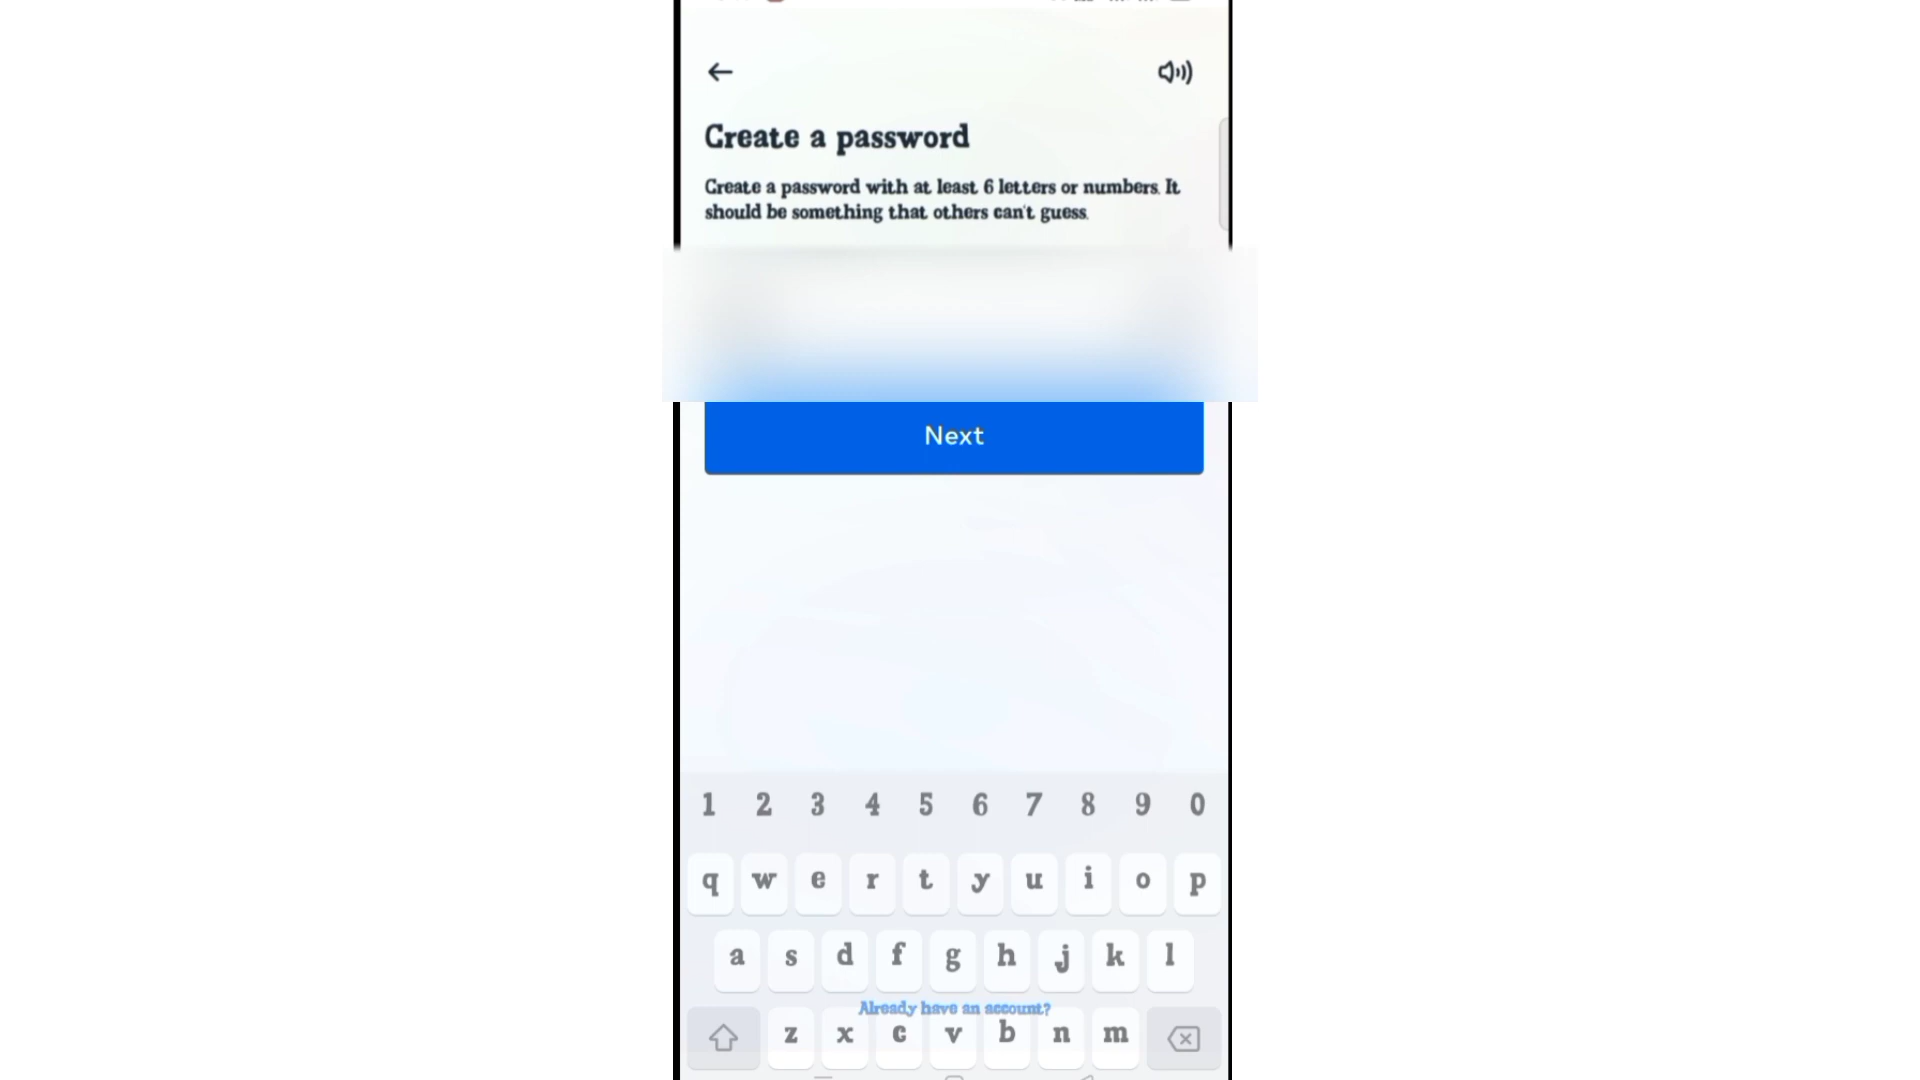 Create a password
Create a password with at least 6 letters or numbers. It
should be something that others can't guess.
Next
1 2 3 4 5 6 7 8 9 0
q w e r t y u i o p
a s d f g h j k l
Already have an account?
z x c v b n m